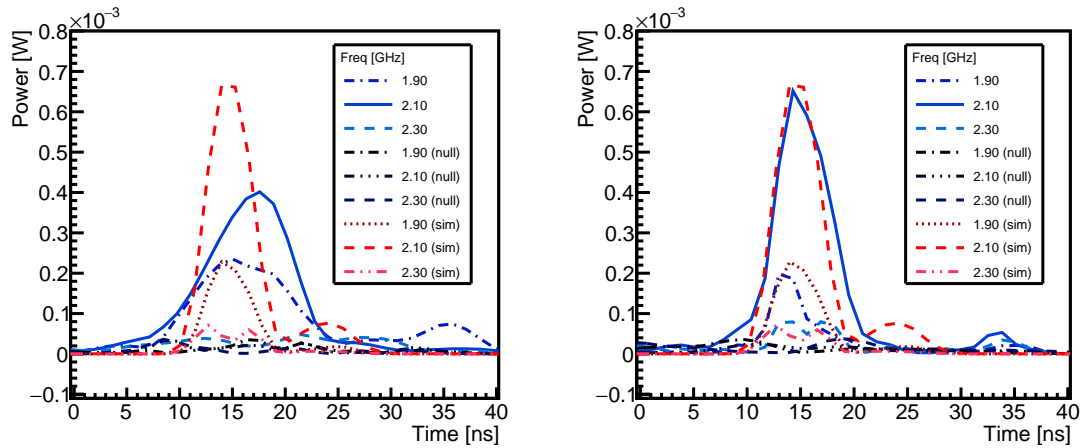 ×10⁻³
Power [W]
0.8
0.7
0.6
0.5
0.4
0.3
0.2
0.1
0
−0.1
0 5 10 15 20 25 30 35 40
Time [ns]
Freq [GHz]
1.90
2.10
2.30
1.90 (null)
2.10 (null)
2.30 (null)
1.90 (sim)
2.10 (sim)
2.30 (sim)
×10⁻³
Power [W]
0.8
0.7
0.6
0.5
0.4
0.3
0.2
0.1
0
−0.1
0 5 10 15 20 25 30 35 40
Time [ns]
Freq [GHz]
1.90
2.10
2.30
1.90 (null)
2.10 (null)
2.30 (null)
1.90 (sim)
2.10 (sim)
2.30 (sim)